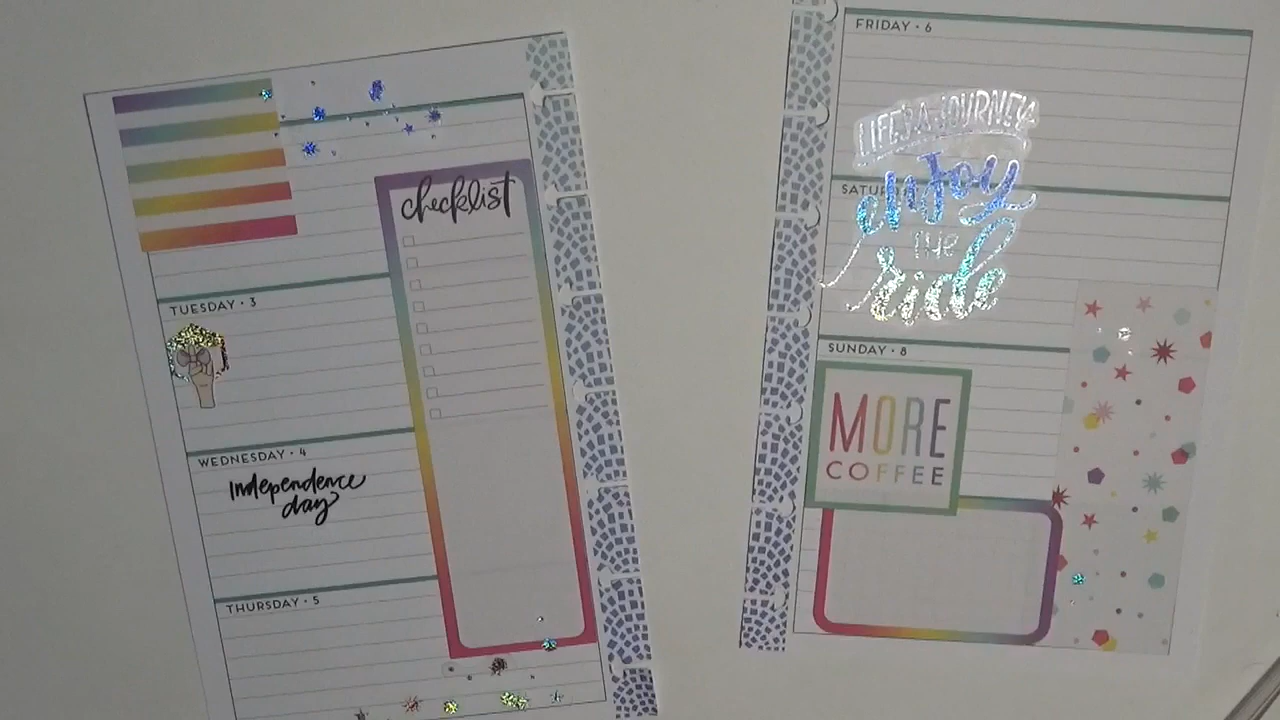 checklist
TUESDAY • 3
WEDNESDAY • 4
Independence
day
THURSDAY • 5
FRIDAY • 6
LIFE'S A JOURNEY
SATUR
enjoy
THE
ride
SUNDAY • 8
MORE
COFFEE